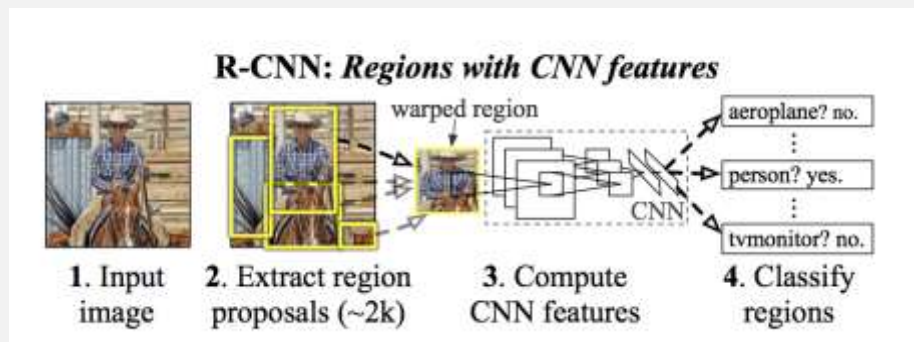 R-CNN: Regions with CNN features
warped region
aeroplane? no.
person? yes.
tvmonitor? no.
CNN
1. Input
image
2. Extract region
proposals (~2k)
3. Compute
CNN features
4. Classify
regions